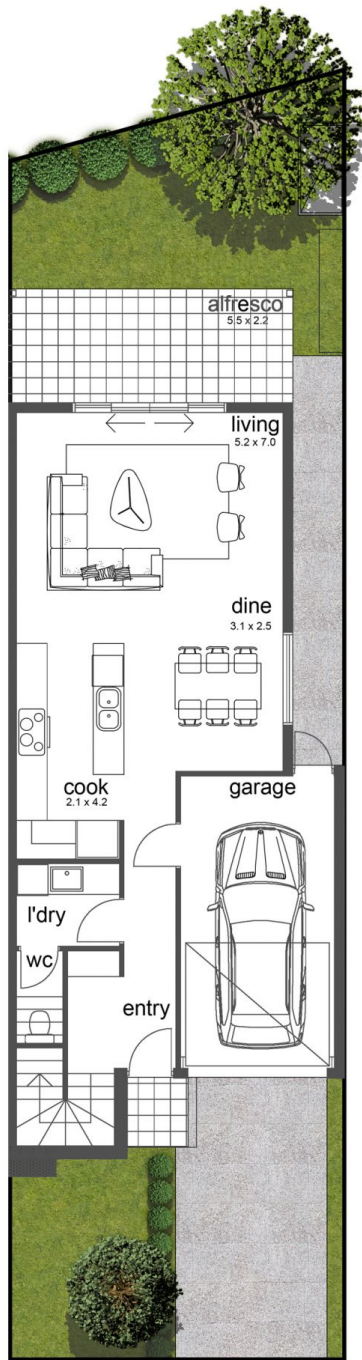 alfresco
5.5 x 2.2
living
5.2 x 7.0
dine
3.1 x 2.5
cook
2.1 x 4.2
garage
l'dry
wc
entry